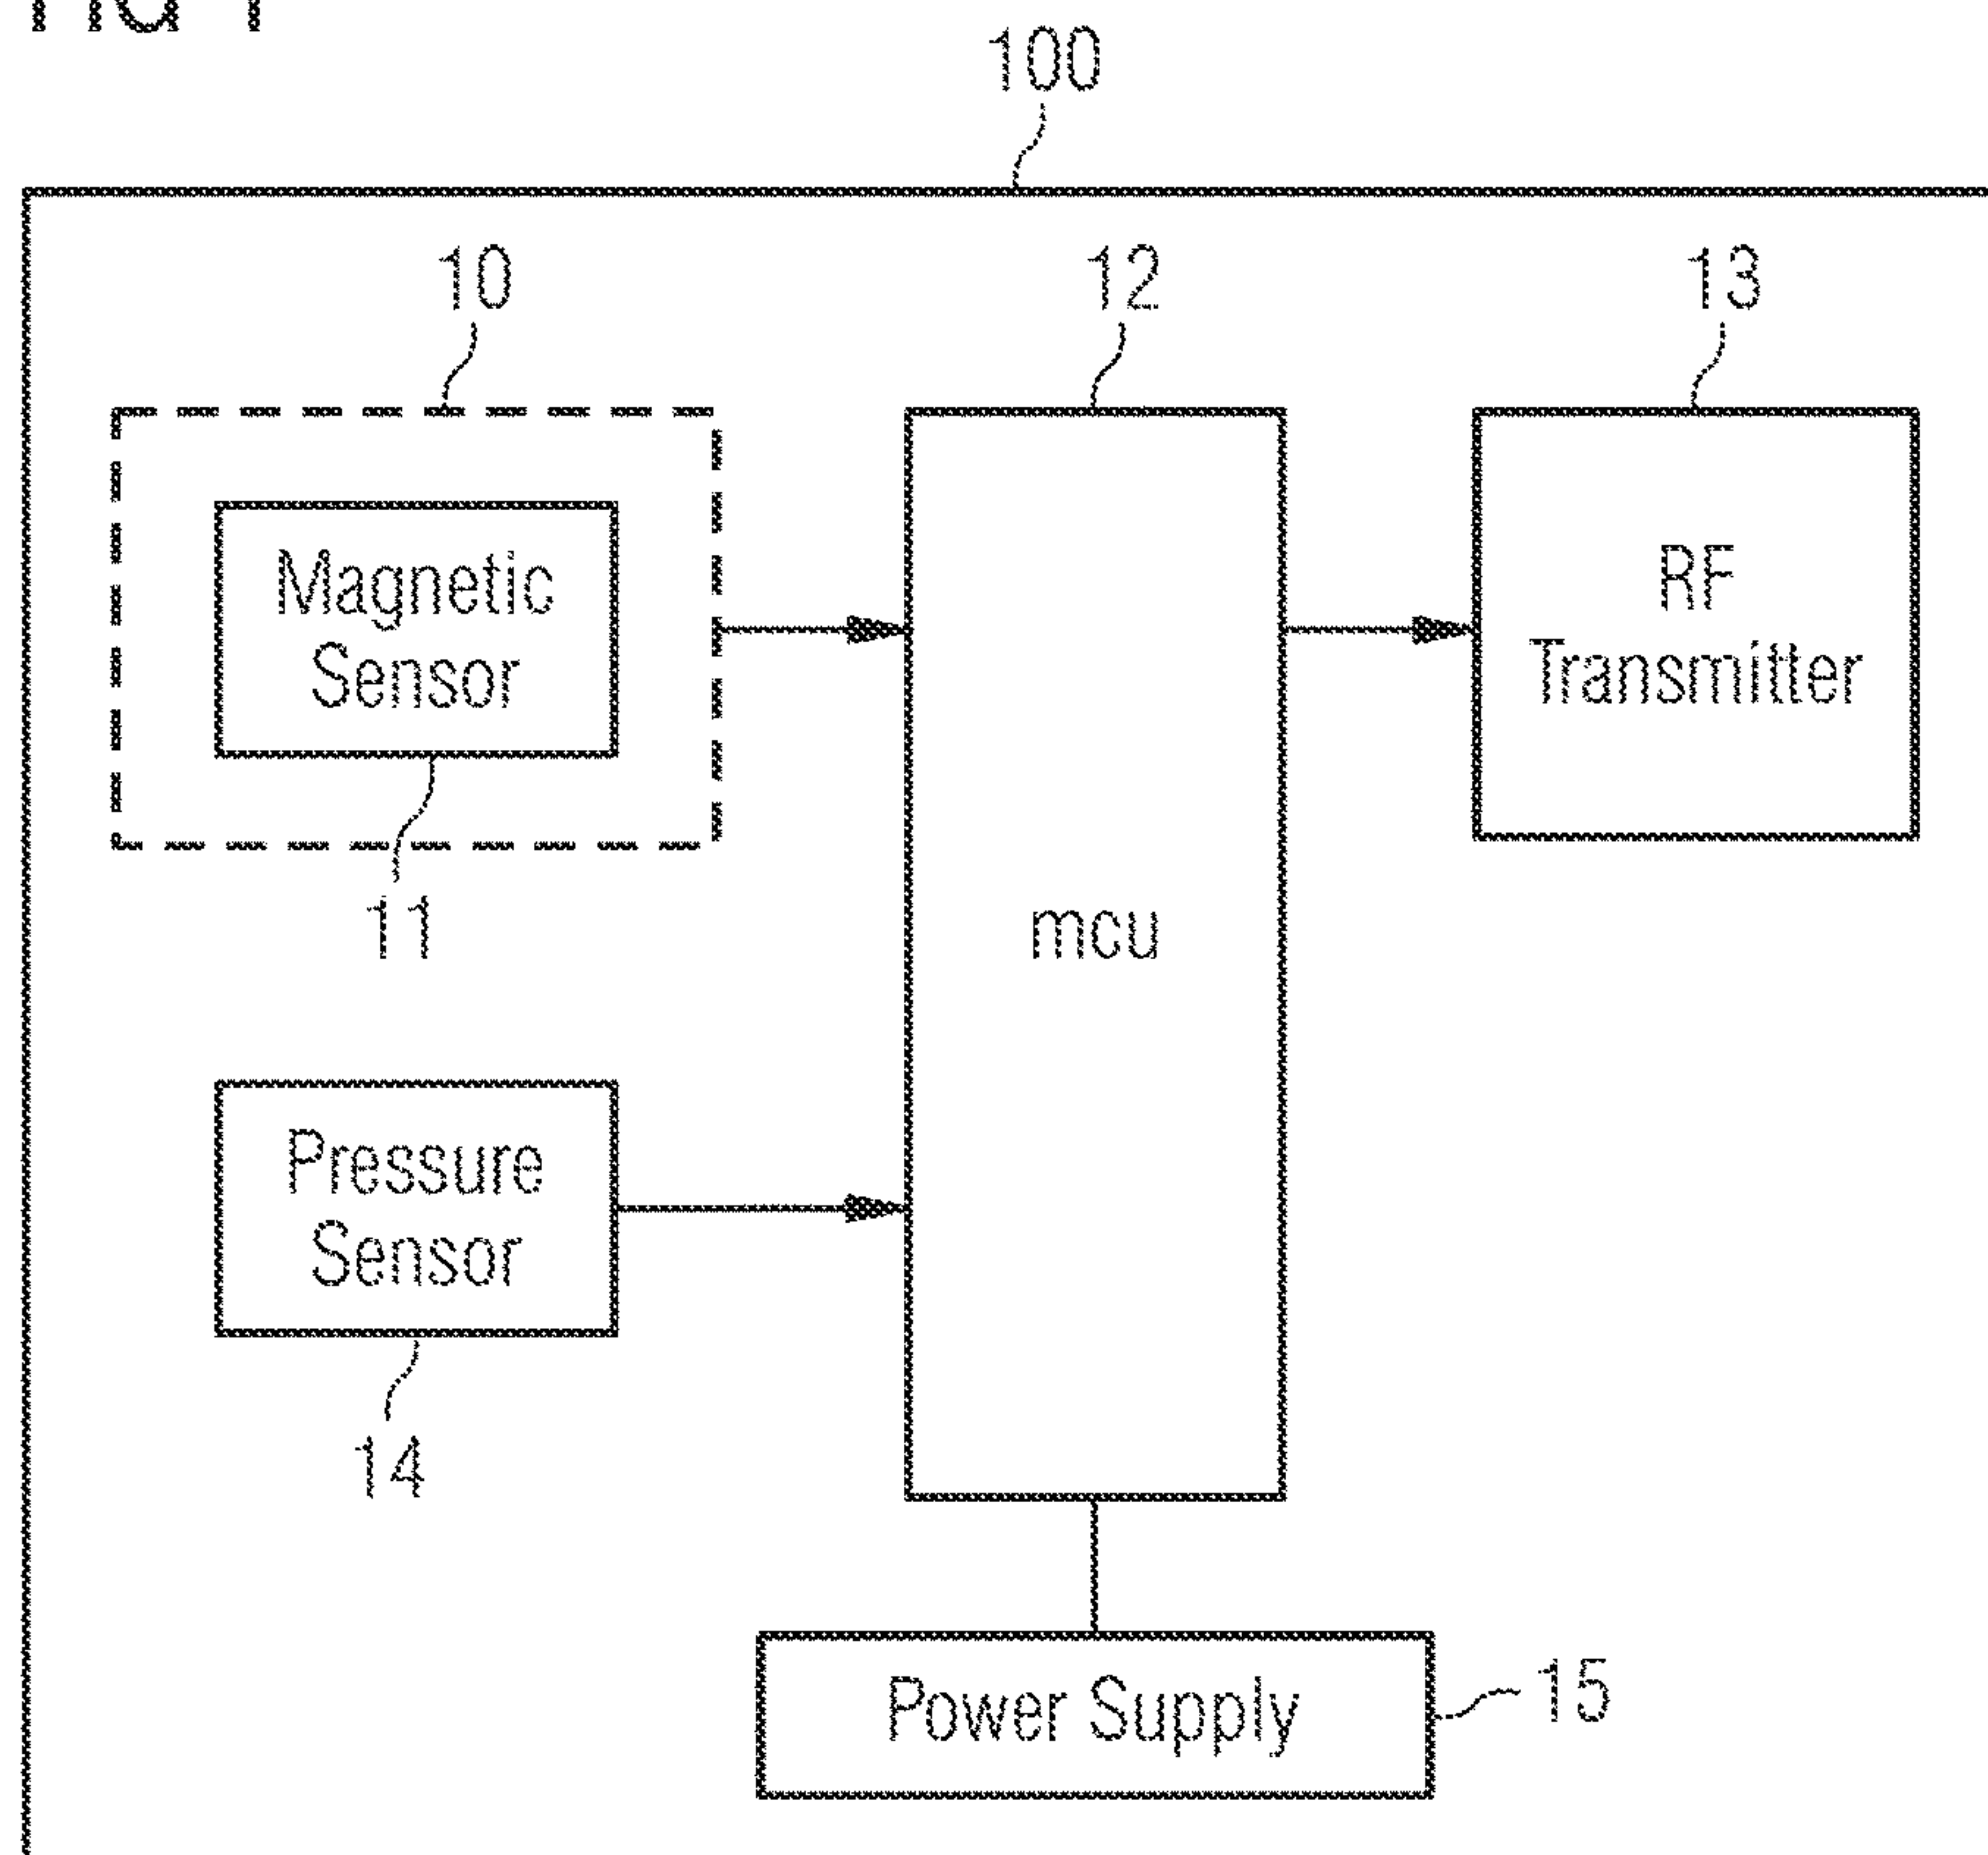 100
10
12
13
Magnetic
Sensor
RF
Transmitter
11
mcu
Pressure
Sensor
14
Power Supply
15